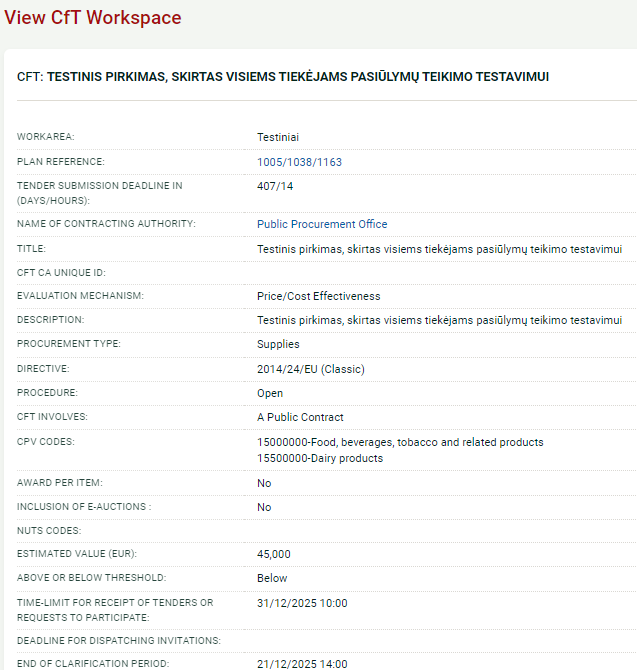 View CfT Workspace
CFT: TESTINIS PIRKIMAS, SKIRTAS VISIEMS TIEKĖJAMS PASIŪLYMŲ TEIKIMO TESTAVIMUI
WORKAREA: Testiniai
PLAN REFERENCE: 1005/1038/1163
TENDER SUBMISSION DEADLINE IN 407/14
(DAYS/HOURS):
NAME OF CONTRACTING AUTHORITY: Public Procurement Office
TITLE: Testinis pirkimas, skirtas visiems tiekėjams pasiūlymų teikimo testavimui
CFT CA UNIQUE ID:
EVALUATION MECHANISM: Price/Cost Effectiveness
DESCRIPTION: Testinis pirkimas, skirtas visiems tiekėjams pasiūlymų teikimo testavimui
PROCUREMENT TYPE: Supplies
DIRECTIVE: 2014/24/EU (Classic)
PROCEDURE: Open
CFT INVOLVES: A Public Contract
CPV CODES: 15000000-Food, beverages, tobacco and related products
15500000-Dairy products
AWARD PER ITEM: No
INCLUSION OF E-AUCTIONS : No
NUTS CODES:
ESTIMATED VALUE (EUR): 45,000
ABOVE OR BELOW THRESHOLD: Below
TIME-LIMIT FOR RECEIPT OF TENDERS OR 31/12/2025 10:00
REQUESTS TO PARTICIPATE:
DEADLINE FOR DISPATCHING INVITATIONS:
END OF CLARIFICATION PERIOD: 21/12/2025 14:00